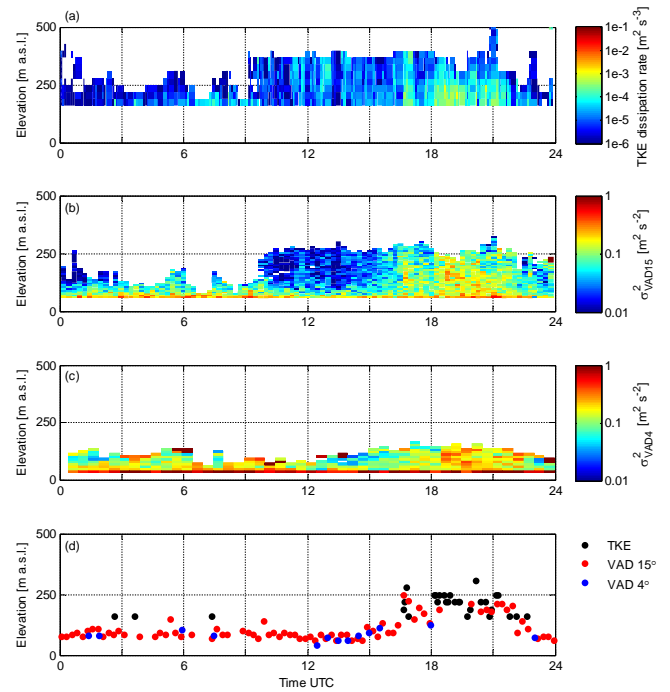 (a)
500
250
0
Elevation [m a.s.l.]
0 6 12 18 24
1e-1
1e-2
1e-3
1e-4
1e-5
1e-6
TKE dissipation rate [m² s⁻³]
(b)
500
250
0
Elevation [m a.s.l.]
0 6 12 18 24
1
0.1
0.01
σ²VAD15 [m² s⁻²]
(c)
500
250
0
Elevation [m a.s.l.]
0 6 12 18 24
1
0.1
0.01
σ²VAD4 [m² s⁻²]
(d)
500
250
0
Elevation [m a.s.l.]
0 6 12 18 24
Time UTC
TKE
VAD 15°
VAD 4°